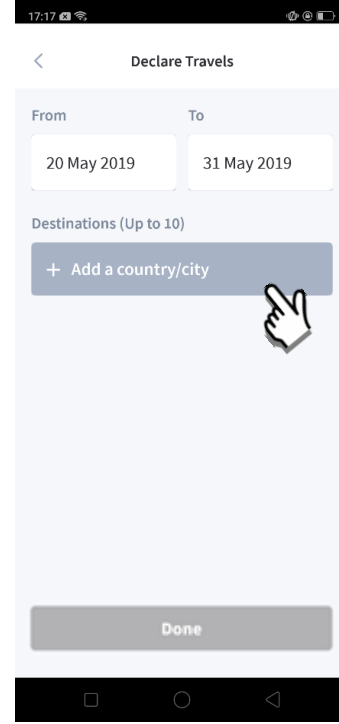 17:17
Declare Travels
From To
20 May 2019 31 May 2019
Destinations (Up to 10)
+ Add a country/city
Done